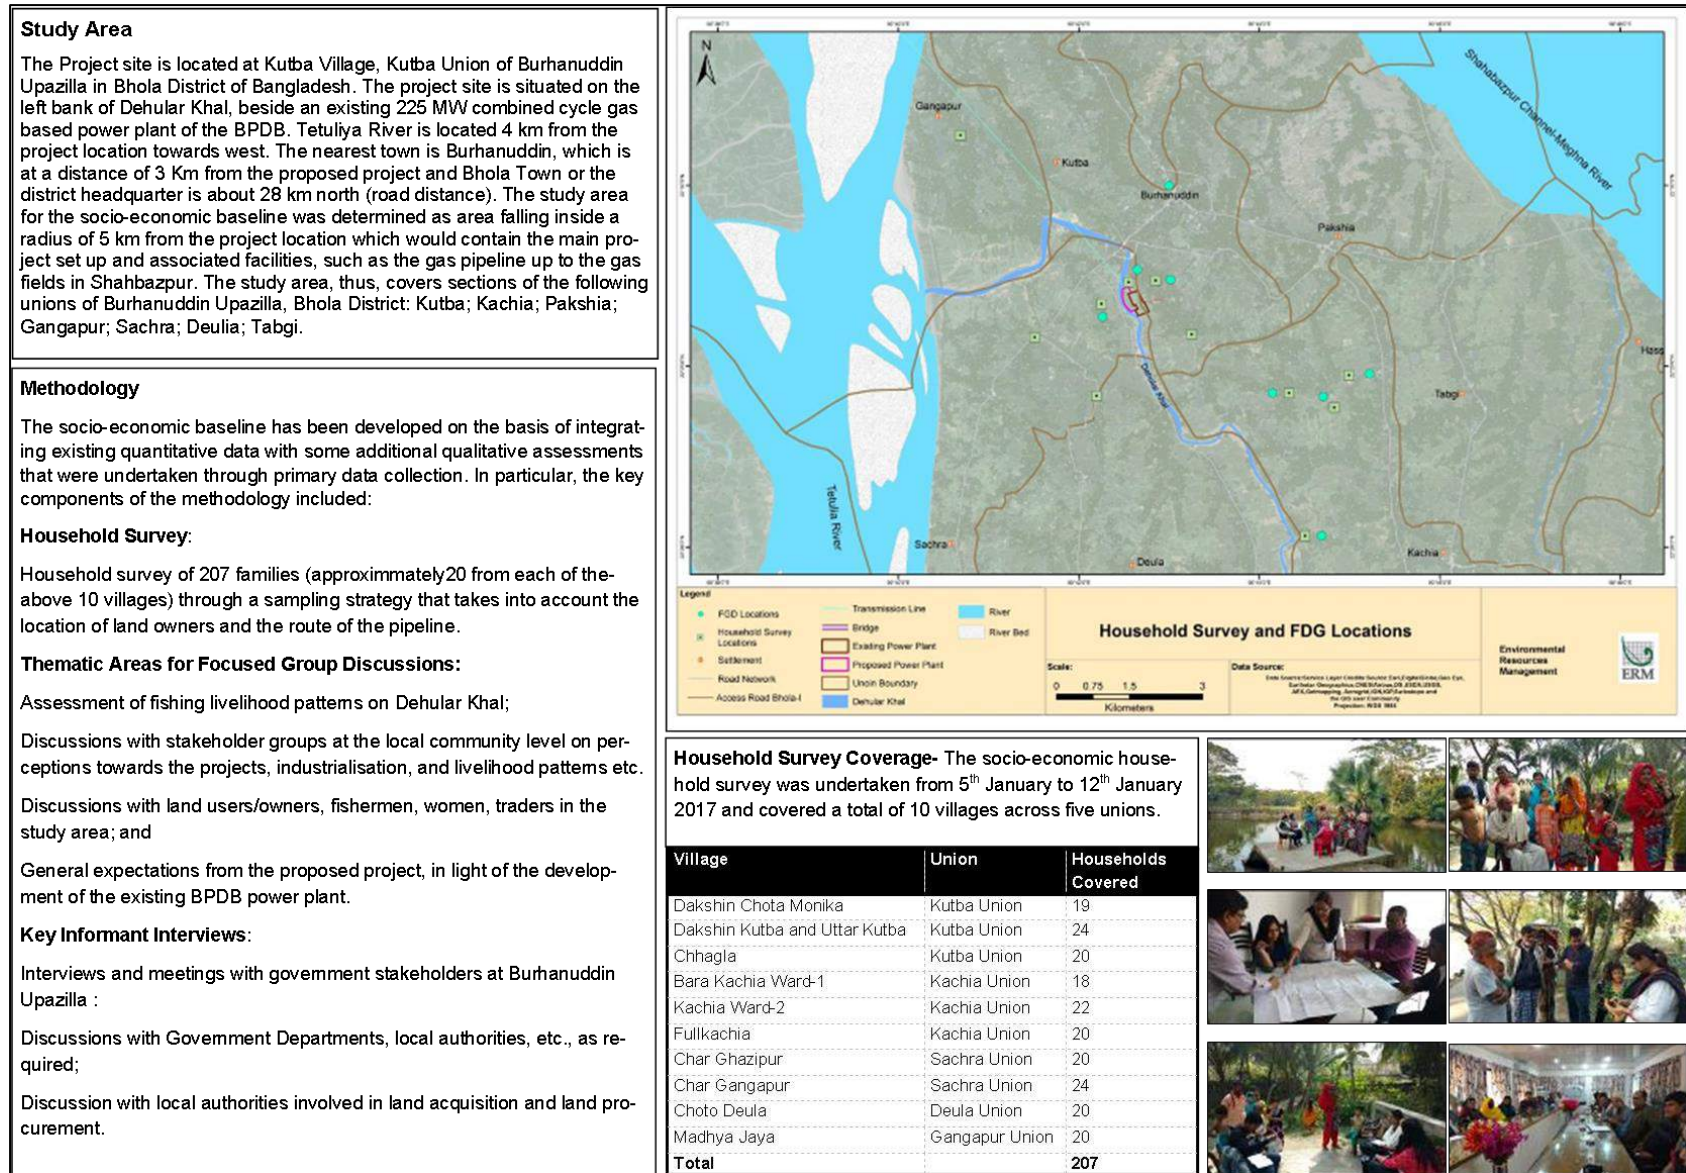 Study Area
The Project site is located at Kutba Village, Kutba Union of Burhanuddin
Upazilla in Bhola District of Bangladesh. The project site is situated on the
left bank of Dehular Khal, beside an existing 225 MW combined cycle gas
based power plant of the BPDB. Tetuliya River is located 4 km from the
project location towards west. The nearest town is Burhanuddin, which is
at a distance of 3 Km from the proposed project and Bhola Town or the
district headquarter is about 28 km north (road distance). The study area
for the socio-economic baseline was determined as area falling inside a
radius of 5 km from the project location which would contain the main pro-
ject set up and associated facilities, such as the gas pipeline up to the gas
fields in Shahbazpur. The study area, thus, covers sections of the following
unions of Burhanuddin Upazilla, Bhola District: Kutba; Kachia; Pakshia;
Gangapur; Sachra; Deulia; Tabgi.
Methodology
The socio-economic baseline has been developed on the basis of integrat-
ing existing quantitative data with some additional qualitative assessments
that were undertaken through primary data collection. In particular, the key
components of the methodology included:
Household Survey:
Household survey of 207 families (approximmately20 from each of the-
above 10 villages) through a sampling strategy that takes into account the
location of land owners and the route of the pipeline.
Thematic Areas for Focused Group Discussions:
Assessment of fishing livelihood patterns on Dehular Khal;
Discussions with stakeholder groups at the local community level on per-
ceptions towards the projects, industrialisation, and livelihood patterns etc.
Discussions with land users/owners, fishermen, women, traders in the
study area; and
General expectations from the proposed project, in light of the develop-
ment of the existing BPDB power plant.
Key Informant Interviews:
Interviews and meetings with government stakeholders at Burhanuddin
Upazilla :
Discussions with Government Departments, local authorities, etc., as re-
quired;
Discussion with local authorities involved in land acquisition and land pro-
curement.
N
Gangapur
Kutba
Burhanuddin
Pakshia
Shahabazpur Channel-Meghna River
Hass
Tabgi
Dehular Khal
Tetulia River
Sachra
Deula
Kachia
Legend
FGD Locations
Household Survey
Locations
Settlement
Road Network
Access Road Bhola-I
Transmission Line
Bridge
Existing Power Plant
Proposed Power Plant
Unoin Boundary
Dehular Khal
River
River Bed
Household Survey and FDG Locations
Scale:
0 0.75 1.5 3
Kilometers
Data Source:
Projection: WGS 1984
Environmental
Resources
Management
ERM
Household Survey Coverage- The socio-economic house-
hold survey was undertaken from 5th January to 12th January
2017 and covered a total of 10 villages across five unions.
Village Union Households
Covered
Dakshin Chota Monika Kutba Union 19
Dakshin Kutba and Uttar Kutba Kutba Union 24
Chhagla Kutba Union 20
Bara Kachia Ward-1 Kachia Union 18
Kachia Ward-2 Kachia Union 22
Fullkachia Kachia Union 20
Char Ghazipur Sachra Union 20
Char Gangapur Sachra Union 24
Choto Deula Deula Union 20
Madhya Jaya Gangapur Union 20
Total 207